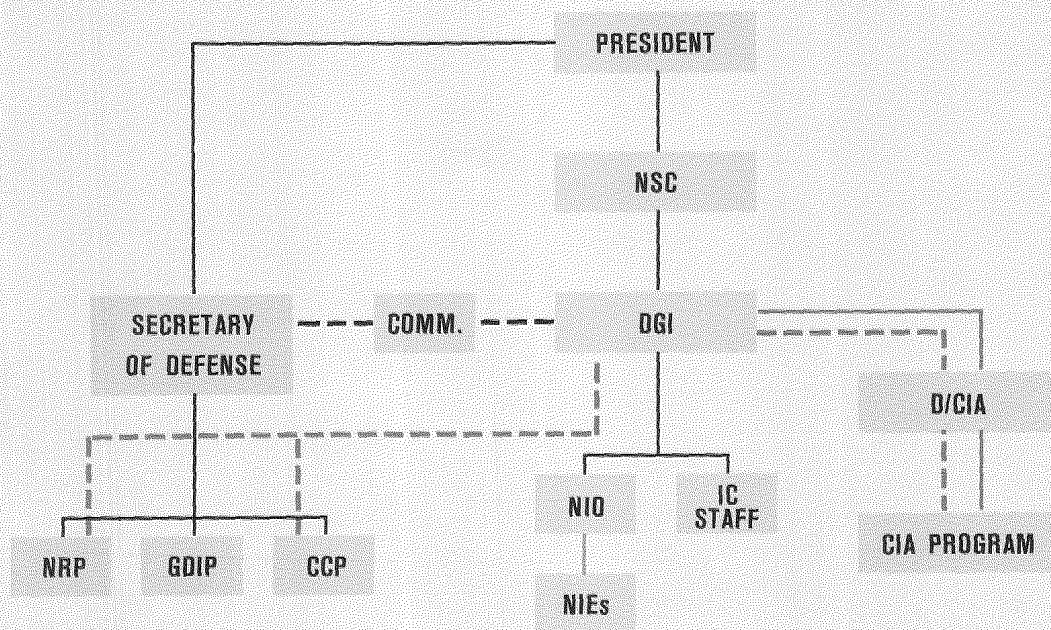 PRESIDENT
NSC
SECRETARY
OF DEFENSE
COMM.
DGI
D/CIA
NIO
IC
STAFF
CIA PROGRAM
NRP
GDIP
CCP
NIEs